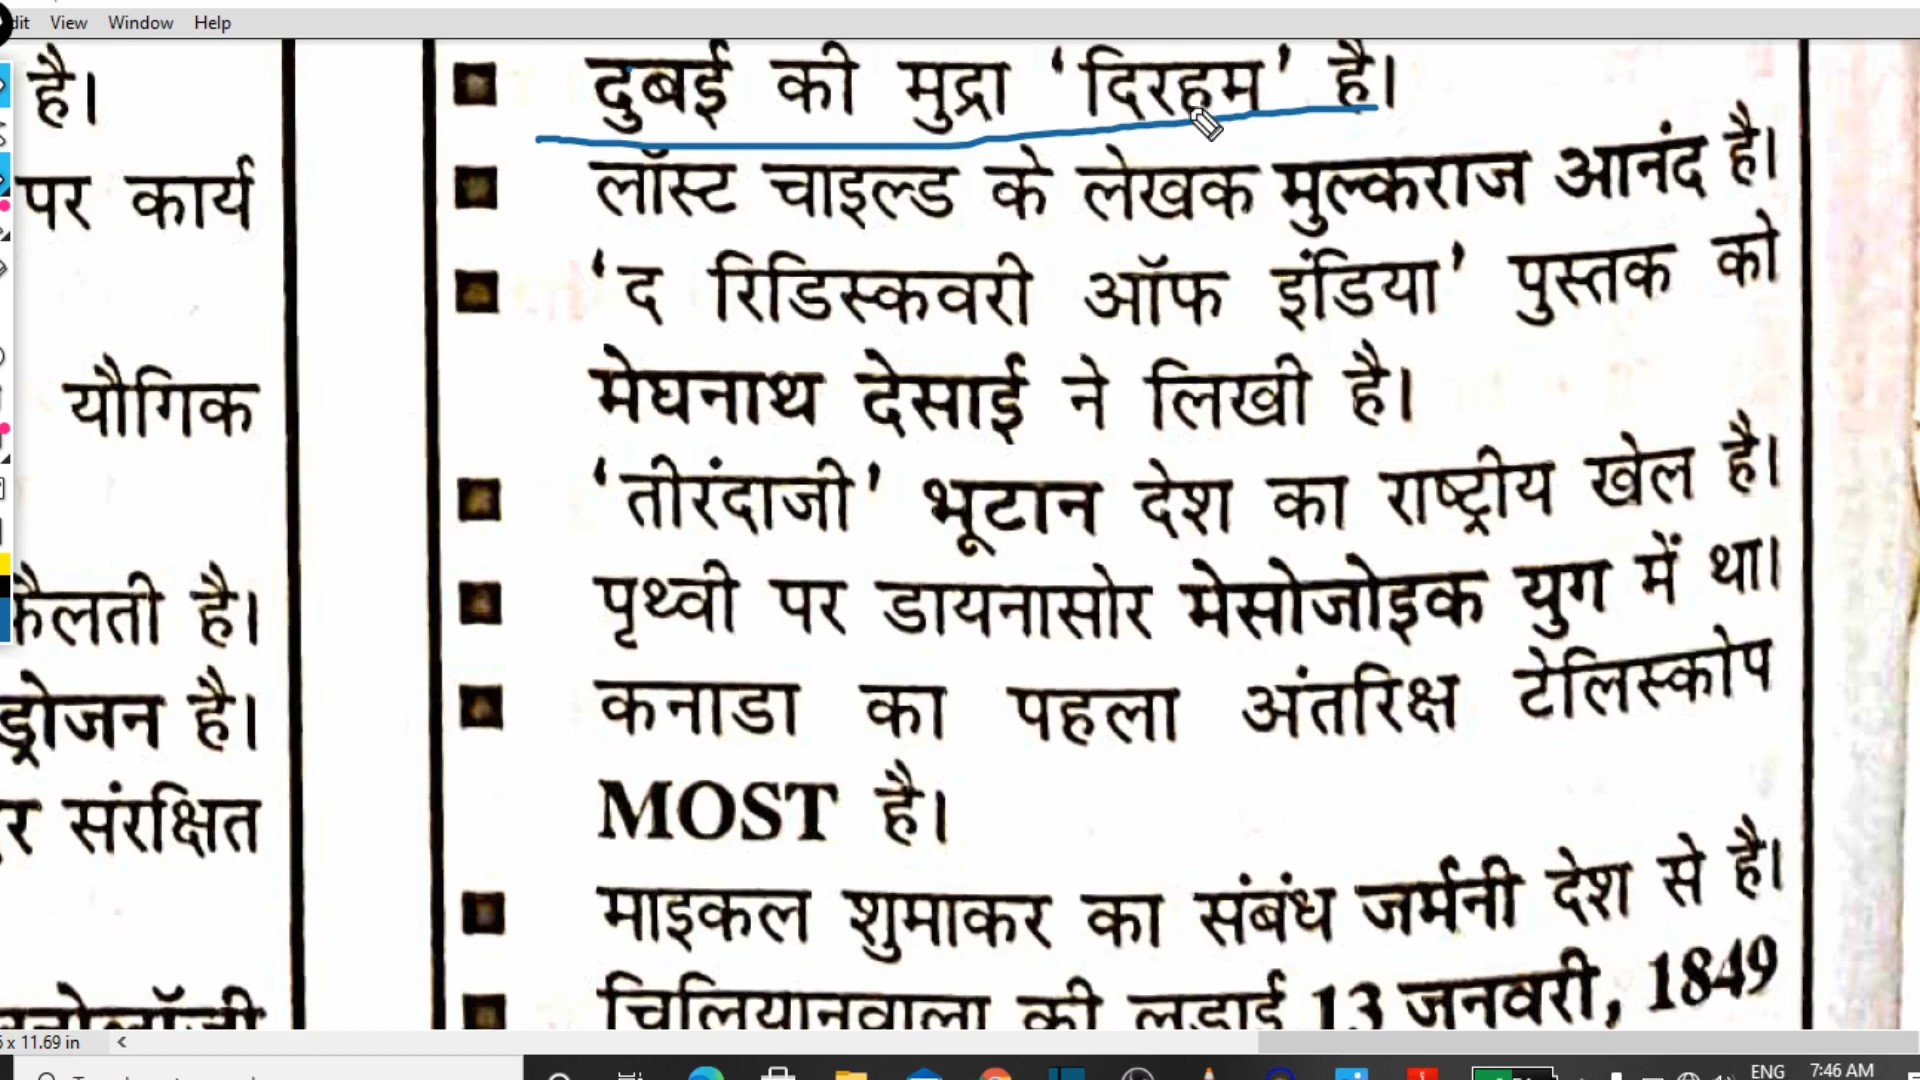 View Window Help
है।
पर कार्य
यौगिक
फैलती है।
है।
संरक्षित
दुबई की मुद्रा ‘दिरहम’ है।
लॉस्ट चाइल्ड के लेखक मुल्कराज आनंद है।
‘द रिडिस्कवरी ऑफ इंडिया’ पुस्तक को
मेघनाथ देसाई ने लिखी है।
‘तीरंदाजी’ भूटान देश का राष्ट्रीय खेल है।
पृथ्वी पर डायनासोर मेसोजोइक युग में था।
कनाडा का पहला अंतरिक्ष टेलिस्कोप
MOST है।
माइकल शुमाकर का संबंध जर्मनी देश से है।
चिलियानवाला की लड़ाई 13 जनवरी, 1849
x 11.69 in
ENG 7:46 AM